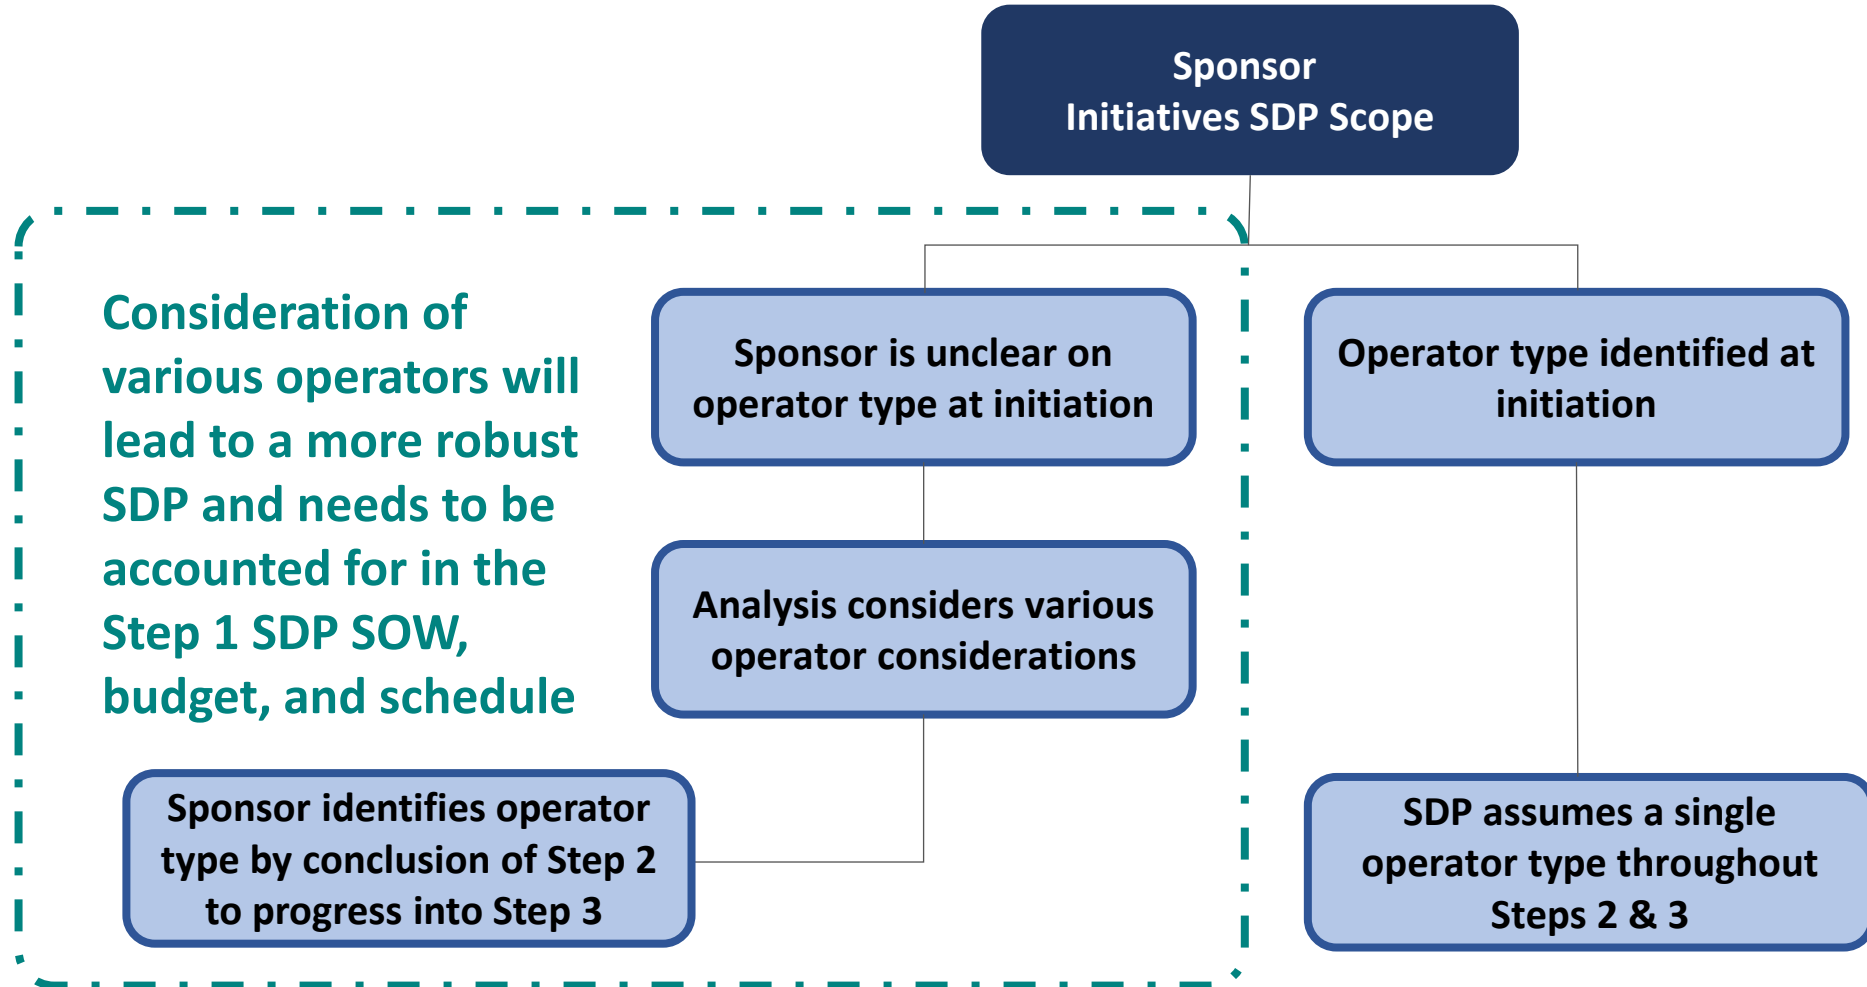 Sponsor
Initiatives SDP Scope
Consideration of
various operators will
lead to a more robust
SDP and needs to be
accounted for in the
Step 1 SDP SOW,
budget, and schedule
Sponsor is unclear on
operator type at initiation
Operator type identified at
initiation
Analysis considers various
operator considerations
Sponsor identifies operator
type by conclusion of Step 2
to progress into Step 3
SDP assumes a single
operator type throughout
Steps 2 & 3